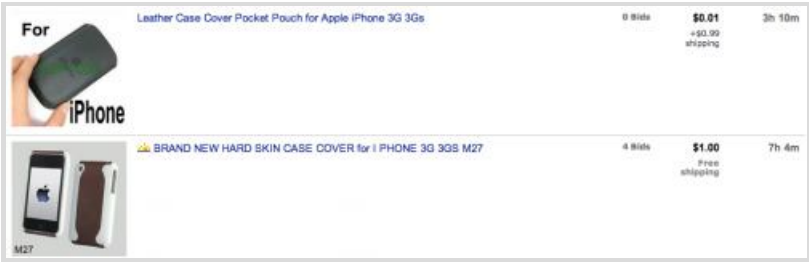 For
iPhone
Leather Case Cover Pocket Pouch for Apple iPhone 3G 3Gs
0 Bids
$0.01
+$0.99
shipping
3h 10m
M27
BRAND NEW HARD SKIN CASE COVER for I PHONE 3G 3GS M27
4 Bids
$1.00
Free
shipping
7h 4m